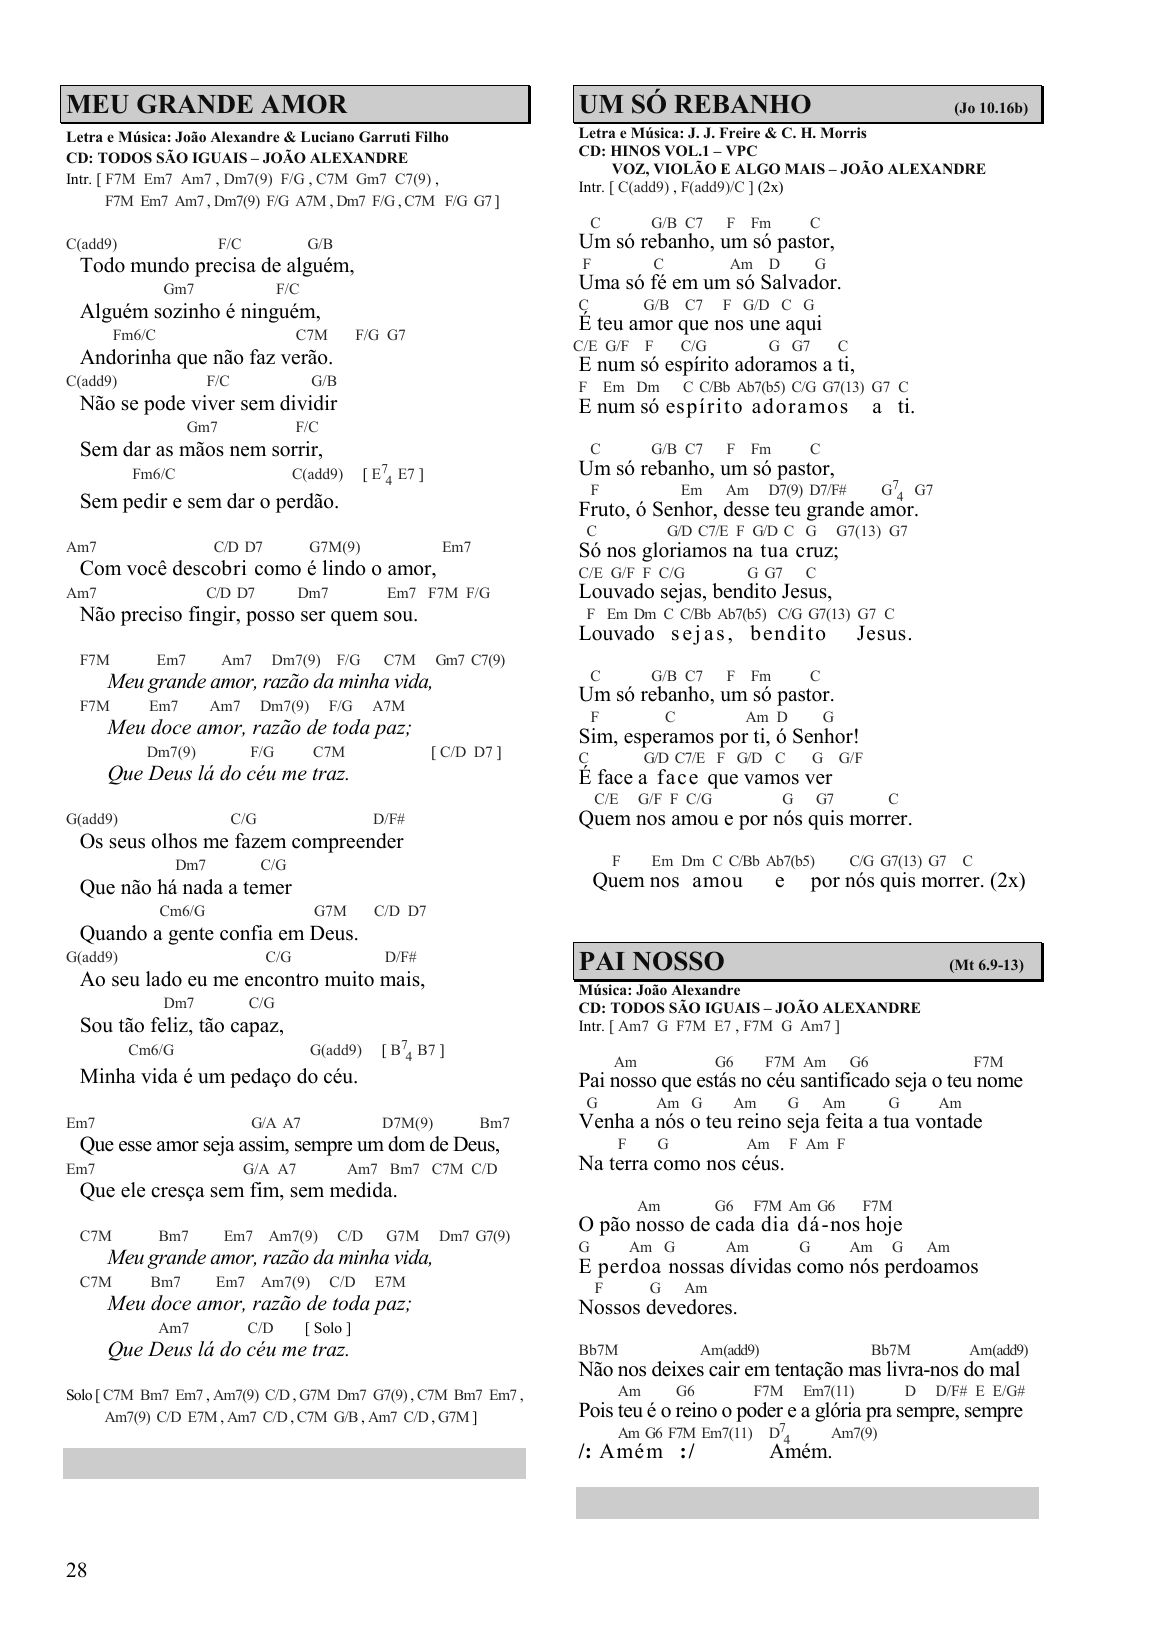 MEU GRANDE AMOR
Letra e Música: João Alexandre & Luciano Garruti Filho
CD: TODOS SÃO IGUAIS – JOÃO ALEXANDRE
Intr. [ F7M Em7 Am7 , Dm7(9) F/G , C7M Gm7 C7(9) ,
F7M Em7 Am7 , Dm7(9) F/G A7M , Dm7 F/G , C7M F/G G7 ]
C(add9) F/C G/B
Todo mundo precisa de alguém,
Gm7 F/C
Alguém sozinho é ninguém,
Fm6/C C7M F/G G7
Andorinha que não faz verão.
C(add9) F/C G/B
Não se pode viver sem dividir
Gm7 F/C
Sem dar as mãos nem sorrir,
Fm6/C C(add9) [ E7 4 E7 ]
Sem pedir e sem dar o perdão.
Am7 C/D D7 G7M(9) Em7
Com você descobri como é lindo o amor,
Am7 C/D D7 Dm7 Em7 F7M F/G
Não preciso fingir, posso ser quem sou.
F7M Em7 Am7 Dm7(9) F/G C7M Gm7 C7(9)
Meu grande amor, razão da minha vida,
F7M Em7 Am7 Dm7(9) F/G A7M
Meu doce amor, razão de toda paz;
Dm7(9) F/G C7M [ C/D D7 ]
Que Deus lá do céu me traz.
G(add9) C/G D/F#
Os seus olhos me fazem compreender
Dm7 C/G
Que não há nada a temer
Cm6/G G7M C/D D7
Quando a gente confia em Deus.
G(add9) C/G D/F#
Ao seu lado eu me encontro muito mais,
Dm7 C/G
Sou tão feliz, tão capaz,
Cm6/G G(add9) [ B7 4 B7 ]
Minha vida é um pedaço do céu.
Em7 G/A A7 D7M(9) Bm7
Que esse amor seja assim, sempre um dom de Deus,
Em7 G/A A7 Am7 Bm7 C7M C/D
Que ele cresça sem fim, sem medida.
C7M Bm7 Em7 Am7(9) C/D G7M Dm7 G7(9)
Meu grande amor, razão da minha vida,
C7M Bm7 Em7 Am7(9) C/D E7M
Meu doce amor, razão de toda paz;
Am7 C/D [ Solo ]
Que Deus lá do céu me traz.
Solo [ C7M Bm7 Em7 , Am7(9) C/D , G7M Dm7 G7(9) , C7M Bm7 Em7 ,
Am7(9) C/D E7M , Am7 C/D , C7M G/B , Am7 C/D , G7M ]
UM SÓ REBANHO (Jo 10.16b)
Letra e Música: J. J. Freire & C. H. Morris
CD: HINOS VOL.1 – VPC
VOZ, VIOLÃO E ALGO MAIS – JOÃO ALEXANDRE
Intr. [ C(add9) , F(add9)/C ] (2x)
C G/B C7 F Fm C
Um só rebanho, um só pastor,
F C Am D G
Uma só fé em um só Salvador.
C G/B C7 F G/D C G
É teu amor que nos une aqui
C/E G/F F C/G G G7 C
E num só espírito adoramos a ti,
F Em Dm C C/Bb Ab7(b5) C/G G7(13) G7 C
E num só espírito adoramos a ti.
C G/B C7 F Fm C
Um só rebanho, um só pastor,
F Em Am D7(9) D7/F# G7 4 G7
Fruto, ó Senhor, desse teu grande amor.
C G/D C7/E F G/D C G G7(13) G7
Só nos gloriamos na tua cruz;
C/E G/F F C/G G G7 C
Louvado sejas, bendito Jesus,
F Em Dm C C/Bb Ab7(b5) C/G G7(13) G7 C
Louvado sejas, bendito Jesus.
C G/B C7 F Fm C
Um só rebanho, um só pastor.
F C Am D G
Sim, esperamos por ti, ó Senhor!
C G/D C7/E F G/D C G G/F
É face a face que vamos ver
C/E G/F F C/G G G7 C
Quem nos amou e por nós quis morrer.
F Em Dm C C/Bb Ab7(b5) C/G G7(13) G7 C
Quem nos amou e por nós quis morrer. (2x)
PAI NOSSO (Mt 6.9-13)
Música: João Alexandre
CD: TODOS SÃO IGUAIS – JOÃO ALEXANDRE
Intr. [ Am7 G F7M E7 , F7M G Am7 ]
Am G6 F7M Am G6 F7M
Pai nosso que estás no céu santificado seja o teu nome
G Am G Am G Am G Am
Venha a nós o teu reino seja feita a tua vontade
F G Am F Am F
Na terra como nos céus.
Am G6 F7M Am G6 F7M
O pão nosso de cada dia dá-nos hoje
G Am G Am G Am G Am
E perdoa nossas dívidas como nós perdoamos
F G Am
Nossos devedores.
Bb7M Am(add9) Bb7M Am(add9)
Não nos deixes cair em tentação mas livra-nos do mal
Am G6 F7M Em7(11) D D/F# E E/G#
Pois teu é o reino o poder e a glória pra sempre, sempre
Am G6 F7M Em7(11) D7 4 Am7(9)
/: Amém :/ Amém.
28